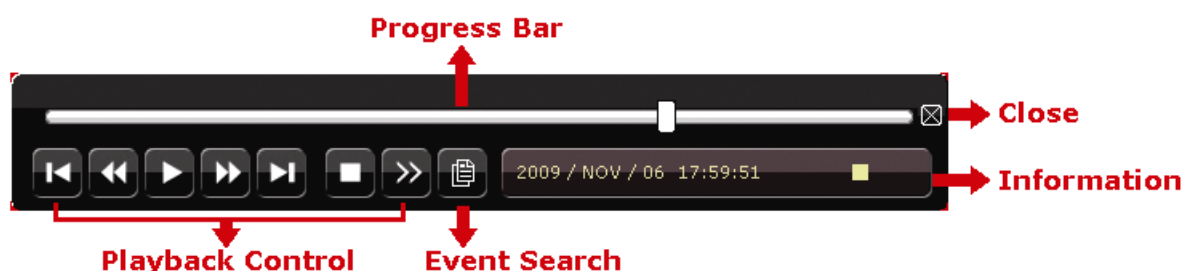 Progress Bar
Close
2009 / NOV / 06 17:59:51
Information
Playback Control
Event Search